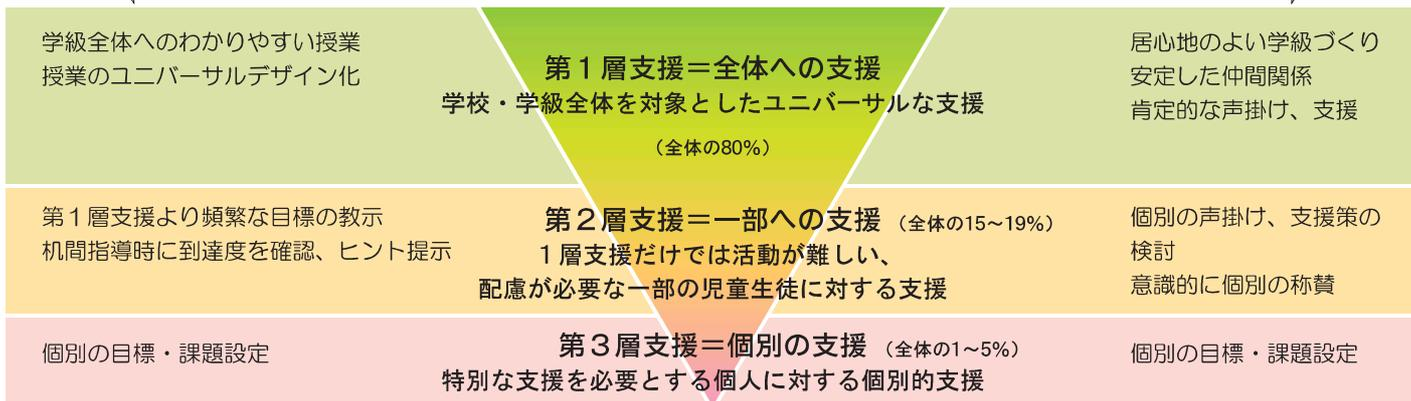 学級全体へのわかりやすい授業
授業のユニバーサルデザイン化
第1層支援＝全体への支援
学校・学級全体を対象としたユニバーサルな支援
（全体の80%）
居心地のよい学級づくり
安定した仲間関係
肯定的な声掛け、支援
第1層支援より頻繁な目標の教示
机間指導時に到達度を確認、ヒント提示
第2層支援＝一部への支援（全体の15～19%）
1層支援だけでは活動が難しい、
配慮が必要な一部の児童生徒に対する支援
個別の声掛け、支援策の
検討
意識的に個別の称賛
個別の目標・課題設定
第3層支援＝個別の支援（全体の1～5%）
特別な支援を必要とする個人に対する個別的支援
個別の目標・課題設定